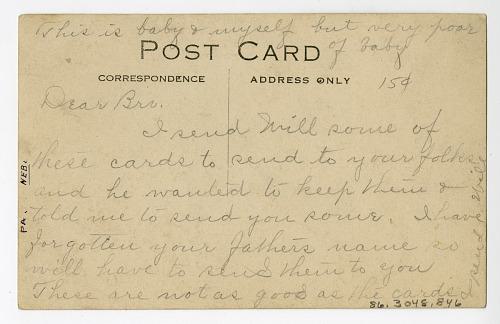 This is baby & myself but very poor
of baby
POST CARD
CORRESPONDENCE
ADDRESS ONLY
15¢
Dear Bro.
I send Will some of
these cards to send to your folks
and he wanted to keep them &
told me to send you some. I have
forgotten your fathers name so
will have to send them to you
These are not as good as the cards
I send Will
PA. NEB.
86.3048.846